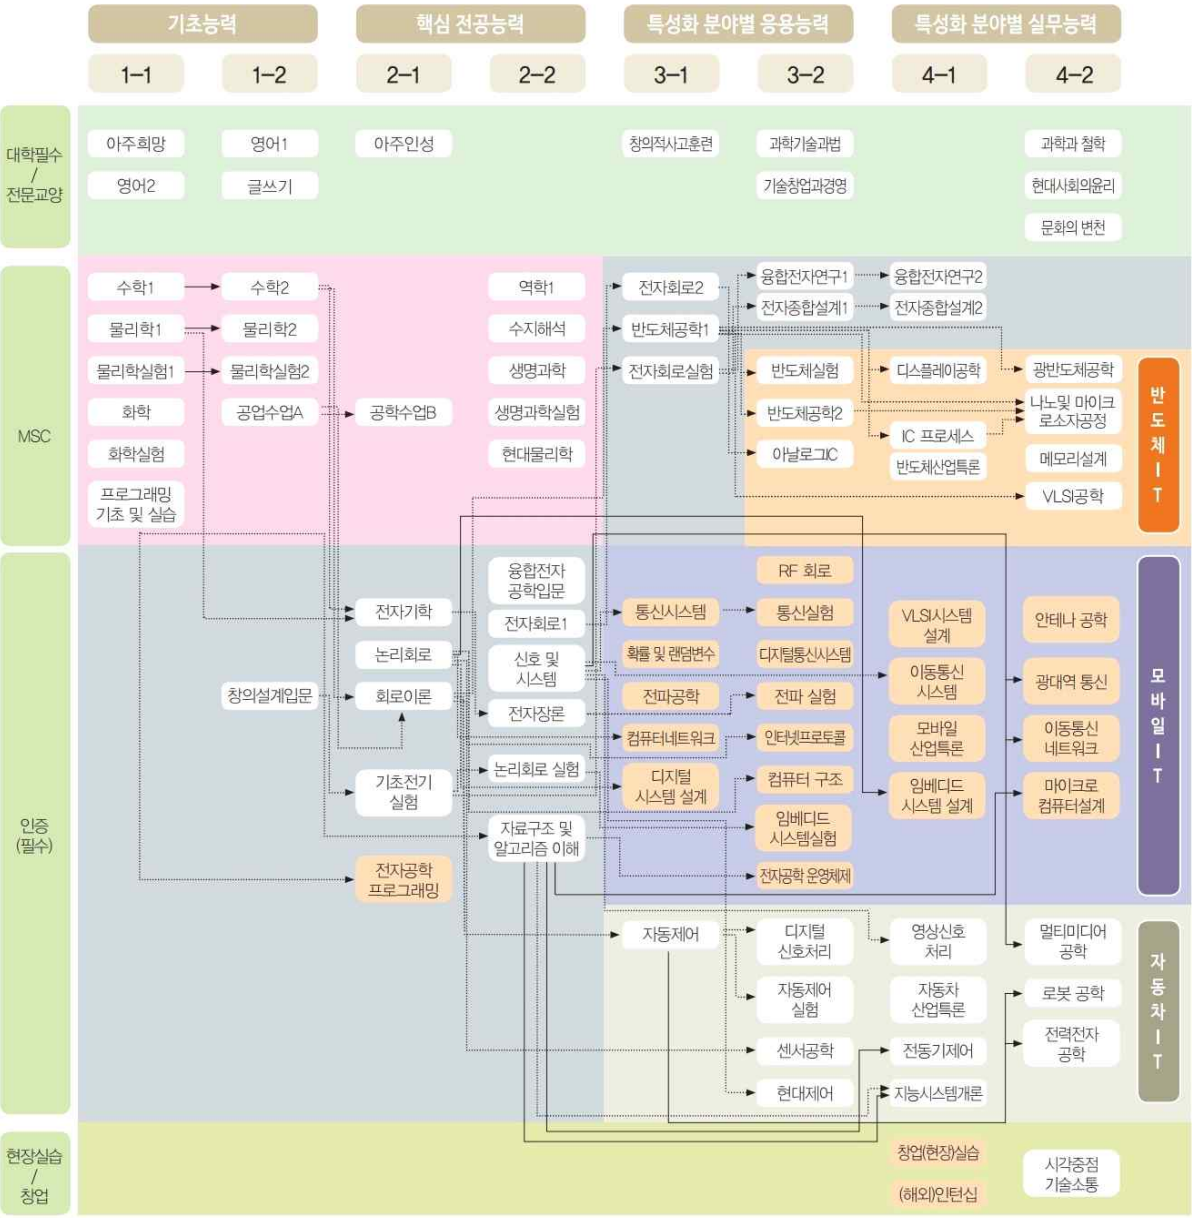 기초능력
핵심 전공능력
특성화 분야별 응용능력
특성화 분야별 실무능력
1-1
1-2
2-1
2-2
3-1
3-2
4-1
4-2
대학필수
/
전문교양
아주희망
영어1
아주인성
창의적사고훈련
과학기술과법
과학과 철학
영어2
글쓰기
기술창업과경영
현대사회의윤리
문화의 변천
MSC
수학1
수학2
역학1
전자회로2
융합전자연구1
융합전자연구2
전자종합설계1
전자종합설계2
물리학1
물리학2
수지해석
반도체공학1
물리학실험1
물리학실험2
생명과학
전자회로실험
반도체실험
디스플레이공학
광반도체공학
화학
공업수업A
공학수업B
생명과학실험
반도체공학2
나노및 마이크
로소자공정
IC 프로세스
화학실험
현대물리학
아날로그IC
반도체산업특론
메모리설계
프로그래밍
기초 및 실습
VLSI공학
반도체IT
인증
(필수)
융합전자
공학입문
RF 회로
전자기학
전자회로1
통신시스템
통신실험
VLSI시스템
설계
안테나 공학
논리회로
신호 및
시스템
확률 및 랜덤변수
디지털통신시스템
이동통신
시스템
광대역 통신
창의설계입문
회로이론
전자장론
전파공학
전파 실험
컴퓨터네트워크
인터넷프로토콜
모바일
산업특론
이동통신
네트워크
기초전기
실험
논리회로 실험
디지털
시스템 설계
컴퓨터 구조
임베디드
시스템 설계
마이크로
컴퓨터설계
자료구조 및
알고리즘 이해
임베디드
시스템실험
전자공학
프로그래밍
전자공학 운영체제
모바일IT
자동제어
디지털
신호처리
영상신호
처리
멀티미디어
공학
자동제어
실험
자동차
산업특론
로봇 공학
센서공학
전동기제어
전력전자
공학
현대제어
지능시스템개론
자동차IT
현장실습
/
창업
창업(현장)실습
(해외)인턴십
시각중점
기술소통